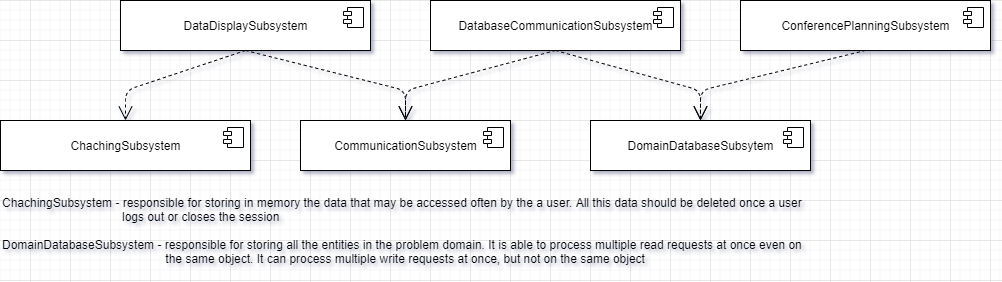 DataDisplaySubsystem
DatabaseCommunicationSubsystem
ConferencePlanningSubsystem
ChachingSubsystem
CommunicationSubsystem
DomainDatabaseSubsytem
ChachingSubsystem - responsible for storing in memory the data that may be accessed often by the a user. All this data should be deleted once a user
logs out or closes the session
DomainDatabaseSubsystem - responsible for storing all the entities in the problem domain. It is able to process multiple read requests at once even on
the same object. It can process multiple write requests at once, but not on the same object